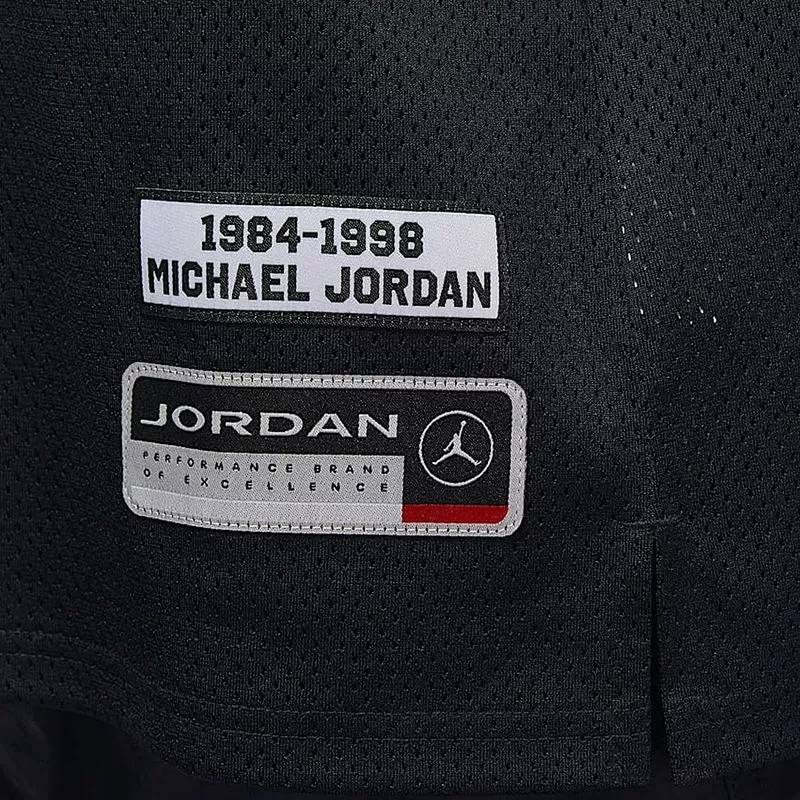 1984-1998
MICHAEL JORDAN
JORDAN
PERFORMANCE BRAND
OF EXCELLENCE